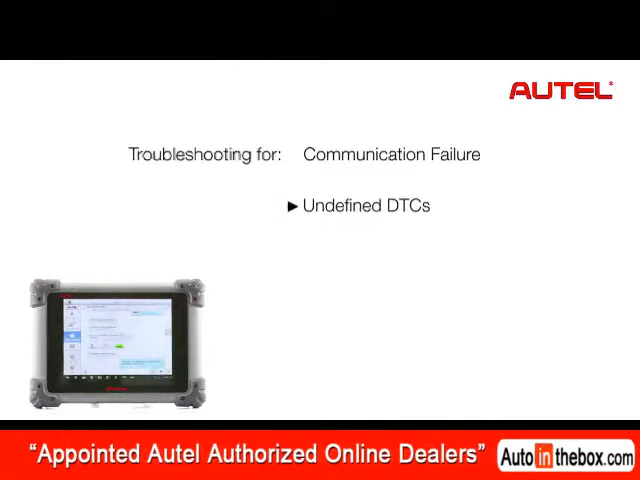 AUTEL
Troubleshooting for: Communication Failure
► Undefined DTCs
“Appointed Autel Authorized Online Dealers”
Autointhebox.com